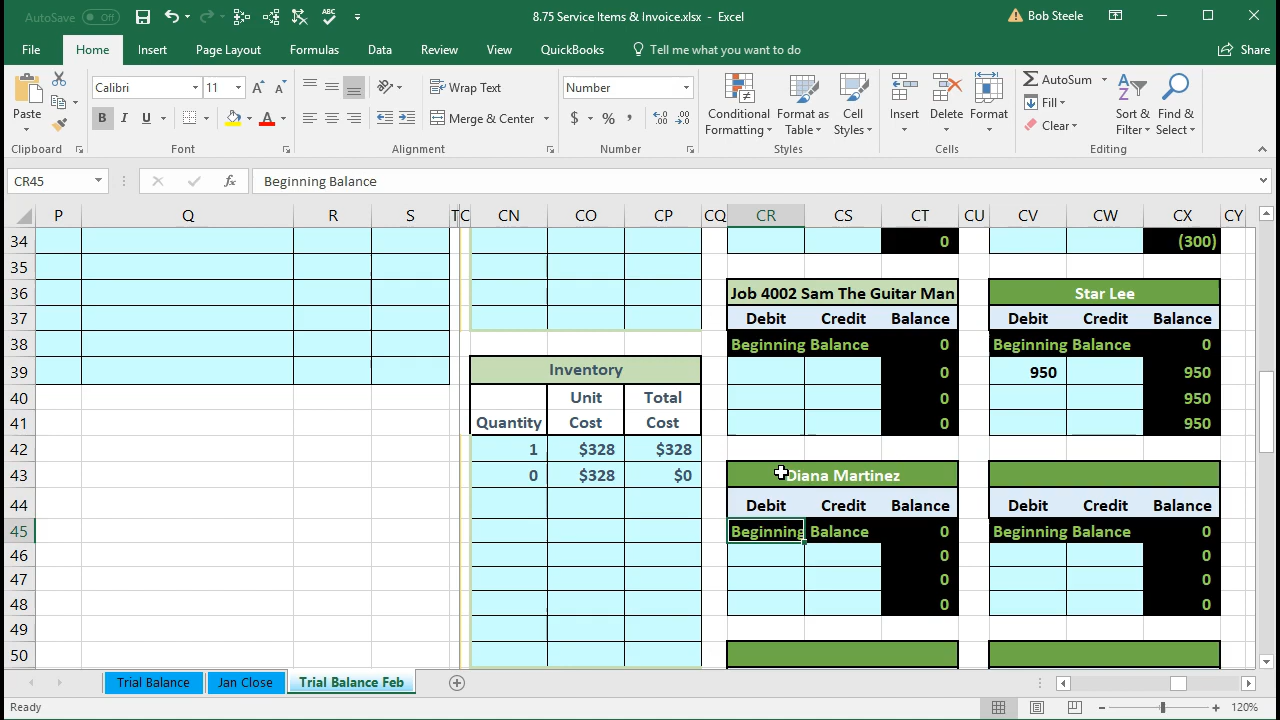 AutoSave Off 8.75 Service Items & Invoice.xlsx - Excel Bob Steele
File Home Insert Page Layout Formulas Data Review View QuickBooks Tell me what you want to do Share
Paste Calibri 11 Wrap Text Number Conditional Formatting Format as Table Cell Styles Insert Delete Format AutoSum Sort & Filter Find & Select
B I U A Merge & Center $ % , Fill Clear
Clipboard Font Alignment Number Styles Cells Editing
CR45 fx Beginning Balance
P Q R S T C CN CO CP CQ CR CS CT CU CV CW CX CY
34 0 (300)
35
36 Job 4002 Sam The Guitar Man Star Lee
37 Debit Credit Balance Debit Credit Balance
38 Beginning Balance 0 Beginning Balance 0
39 Inventory 0 950 950
40 Unit Total 0 950
41 Quantity Cost Cost 0 950
42 1 $328 $328
43 0 $328 $0 Diana Martinez
44 Debit Credit Balance Debit Credit Balance
45 Beginning Balance 0 Beginning Balance 0
46 0 0
47 0 0
48 0 0
49
50
Trial Balance Jan Close Trial Balance Feb
Ready 120%